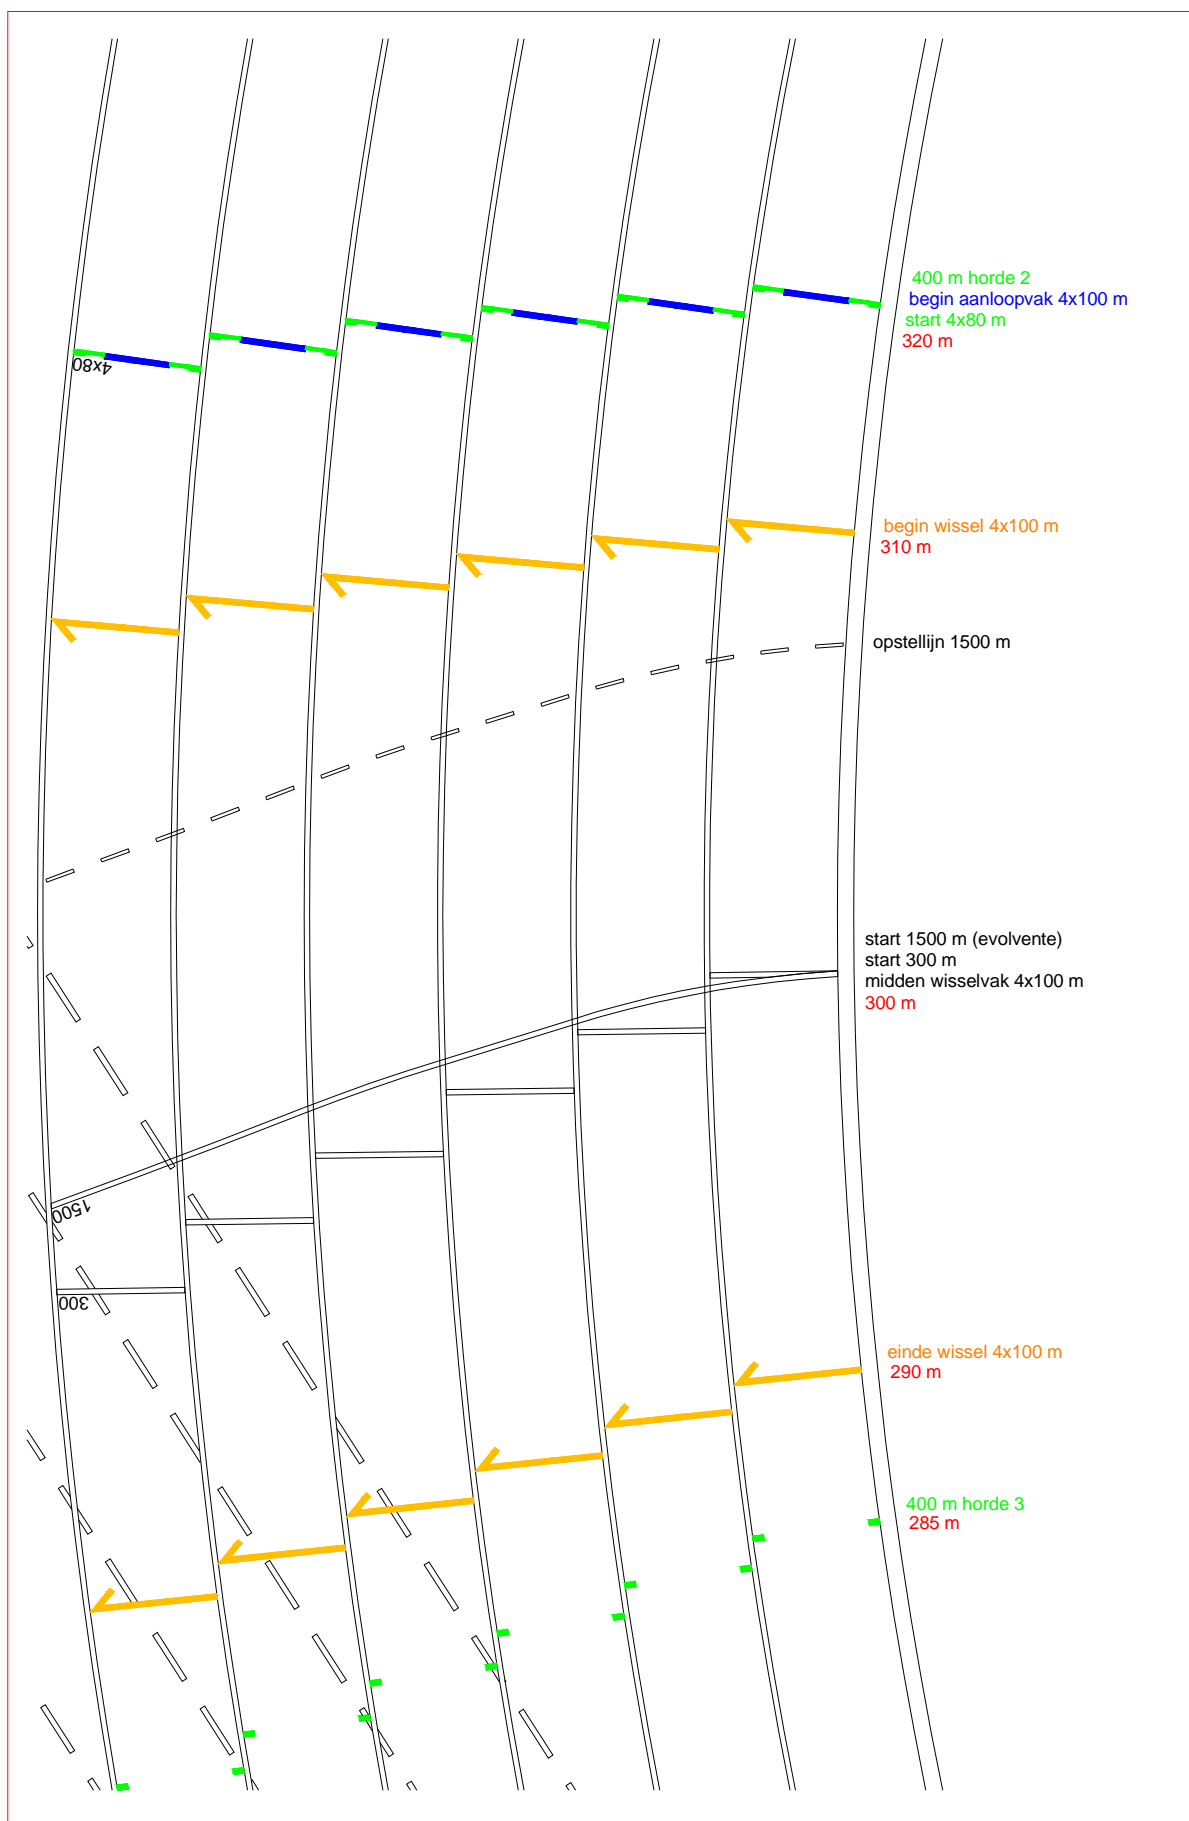 400 m horde 2
begin aanloopvak 4x100 m
start 4x80 m
320 m
4x80
begin wissel 4x100 m
310 m
opstellijn 1500 m
start 1500 m (evolvente)
start 300 m
midden wisselvak 4x100 m
300 m
1500
300
einde wissel 4x100 m
290 m
400 m horde 3
285 m